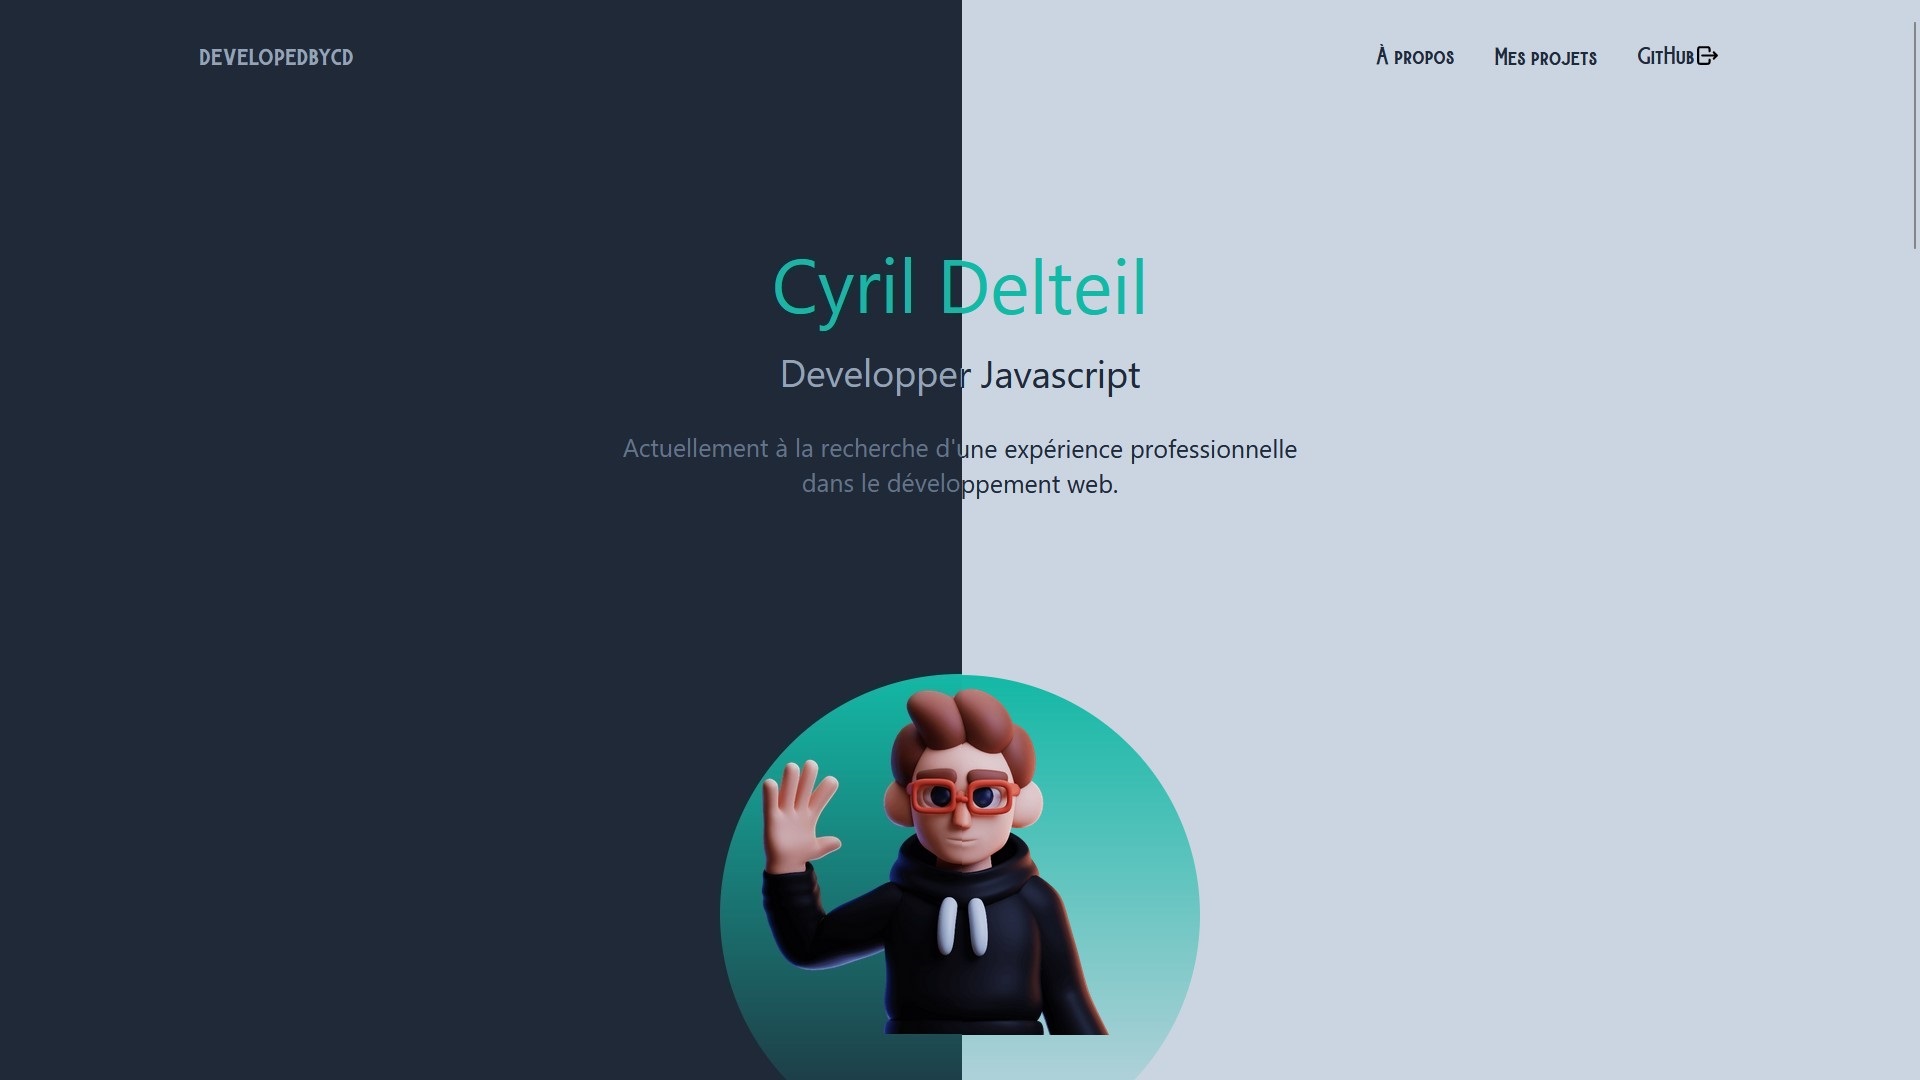 DEVELOPEDBYCD
À propos
Mes projets
GitHub
Cyril Delteil
Developper Javascript
Actuellement à la recherche d'une expérience professionnelle
dans le développement web.